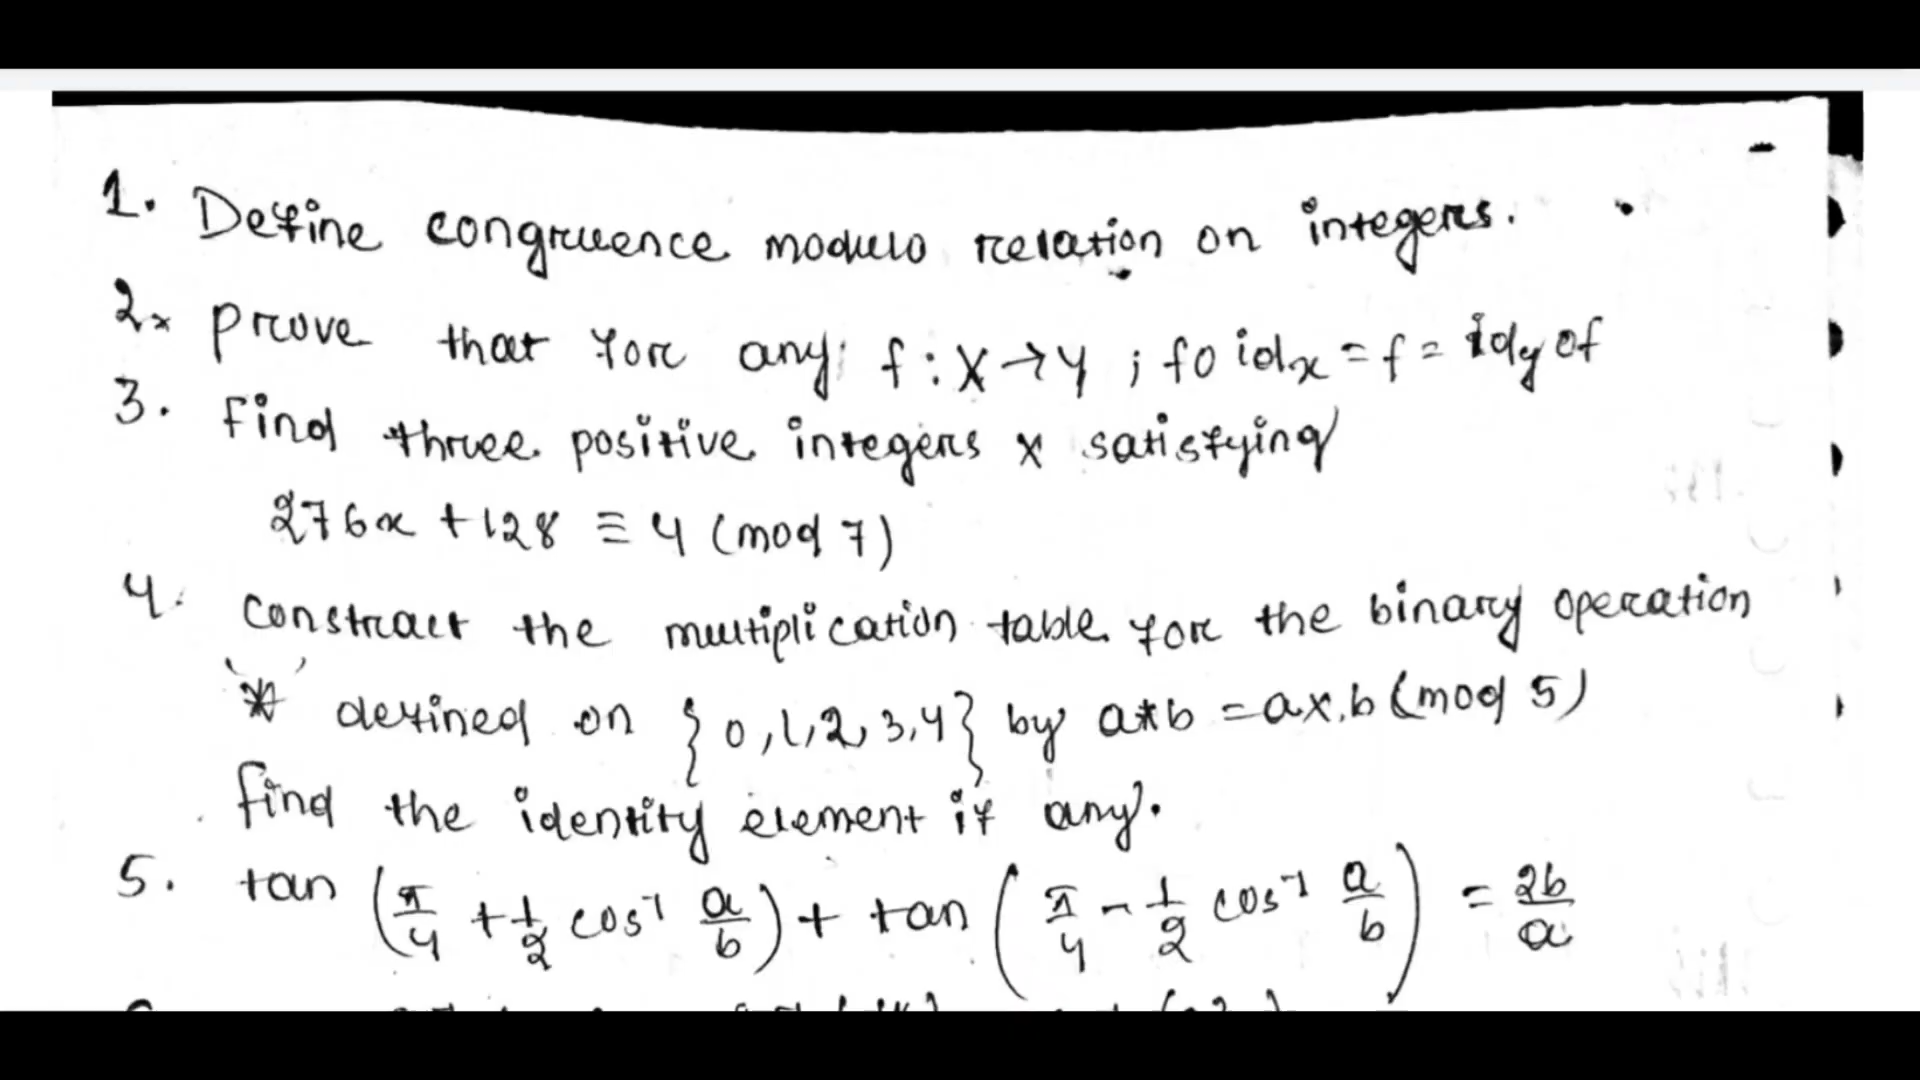 1. Define congruence modulo relation on integers.
2. prove that for any f : X → Y ; f o idx = f = idy of
3. Find three positive integers x satisfying
276x + 128 ≡ 4 (mod 7)
4. Construct the multiplication table for the binary operation
'*' defined on {0,1,2,3,4} by a*b = a×b (mod 5)
find the identity element if any.
5. tan (π/4 + 1/2 cos⁻¹ a/b) + tan (π/4 - 1/2 cos⁻¹ a/b) = 2b/a